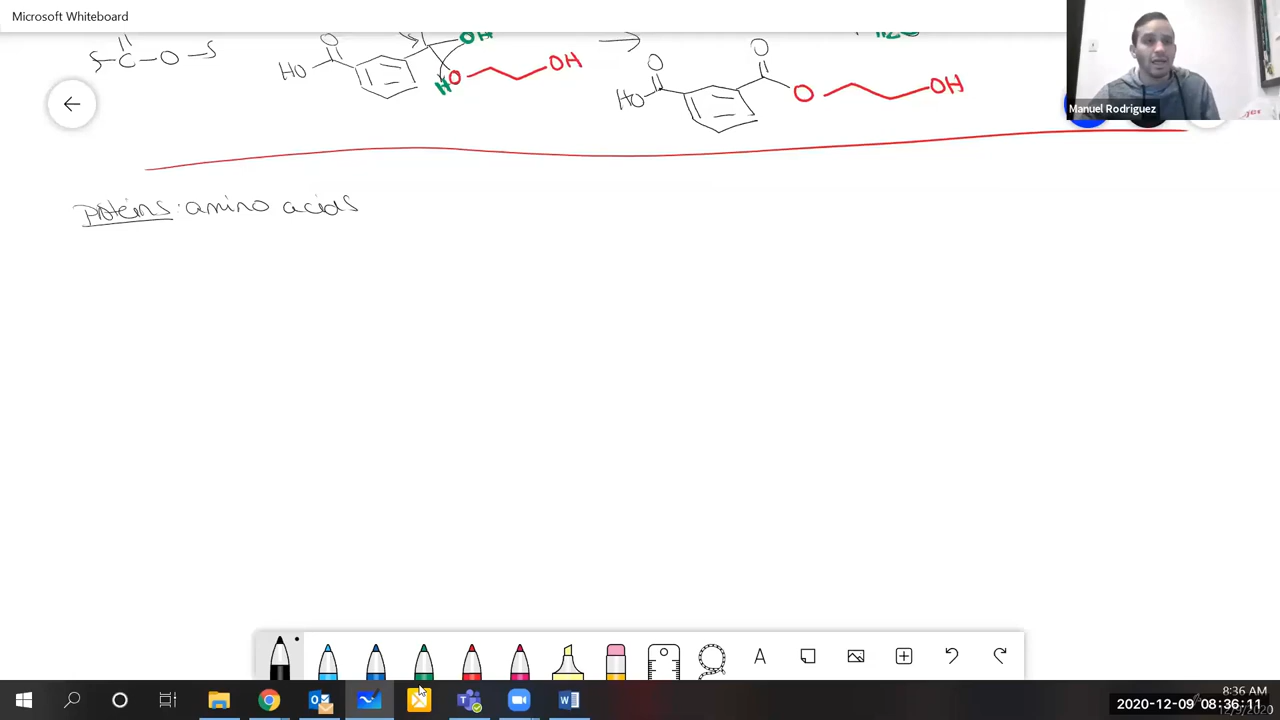 Microsoft Whiteboard
OH
H₂O
C-O
O
O
O
HO
H
O
OH
HO
O
OH
Manuel Rodriguez
Proteins: amino acids
A
8:36 AM
2020-12-09 08:36:11